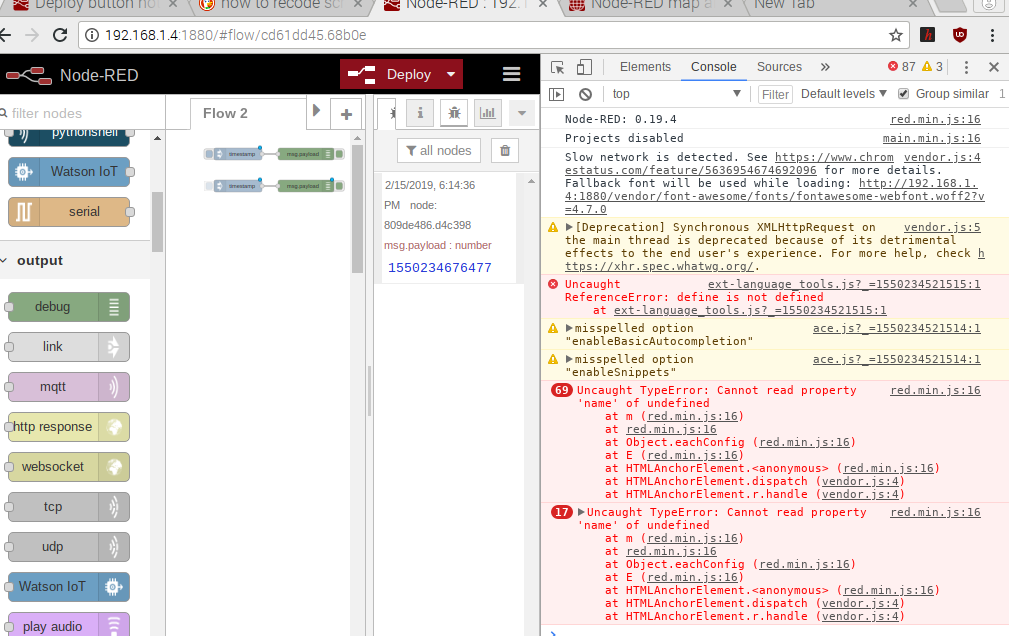 Deploy button no
how to recode scr
Node-RED : 192.1
Node-RED map a
New Tab
192.168.1.4:1880/#flow/cd61dd45.68b0e
Node-RED
Deploy
filter nodes
Flow 2
pythonshell
Watson IoT
serial
output
debug
link
mqtt
http response
websocket
tcp
udp
Watson IoT
play audio
timestamp
msg.payload
timestamp
msg.payload
all nodes
2/15/2019, 6:14:36
PM node:
809de486.d4c398
msg.payload : number
1550234676477
Elements Console Sources » 87 3
top Filter Default levels Group similar 1
Node-RED: 0.19.4 red.min.js:16
Projects disabled main.min.js:16
Slow network is detected. See https://www.chrom vendor.js:4
estatus.com/feature/5636954674692096 for more details.
Fallback font will be used while loading: http://192.168.1.
4:1880/vendor/font-awesome/fonts/fontawesome-webfont.woff2?v
=4.7.0
[Deprecation] Synchronous XMLHttpRequest on vendor.js:5
the main thread is deprecated because of its detrimental
effects to the end user's experience. For more help, check h
ttps://xhr.spec.whatwg.org/.
Uncaught ext-language_tools.js?_=1550234521515:1
ReferenceError: define is not defined
at ext-language_tools.js?_=1550234521515:1
misspelled option ace.js?_=1550234521514:1
"enableBasicAutocompletion"
misspelled option ace.js?_=1550234521514:1
"enableSnippets"
69 Uncaught TypeError: Cannot read property red.min.js:16
'name' of undefined
at m (red.min.js:16)
at red.min.js:16
at Object.eachConfig (red.min.js:16)
at E (red.min.js:16)
at HTMLAnchorElement.<anonymous> (red.min.js:16)
at HTMLAnchorElement.dispatch (vendor.js:4)
at HTMLAnchorElement.r.handle (vendor.js:4)
17 Uncaught TypeError: Cannot read property red.min.js:16
'name' of undefined
at m (red.min.js:16)
at red.min.js:16
at Object.eachConfig (red.min.js:16)
at E (red.min.js:16)
at HTMLAnchorElement.<anonymous> (red.min.js:16)
at HTMLAnchorElement.dispatch (vendor.js:4)
at HTMLAnchorElement.r.handle (vendor.js:4)